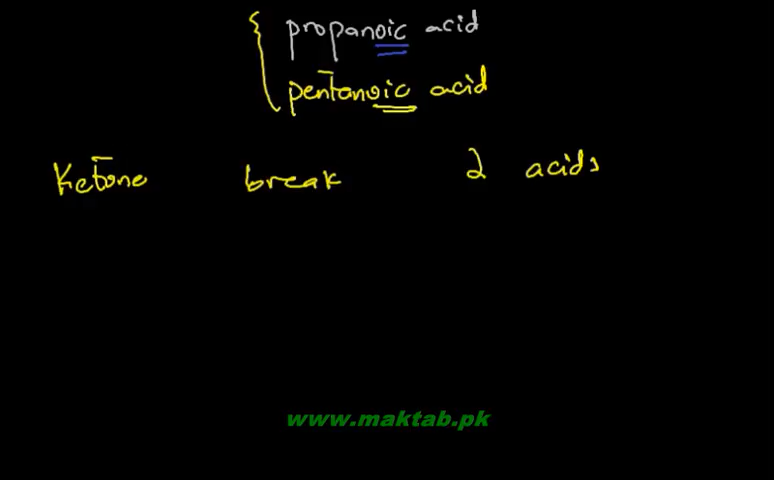 propanoic acid
pentanoic acid
Ketone break 2 acids
www.maktab.pk